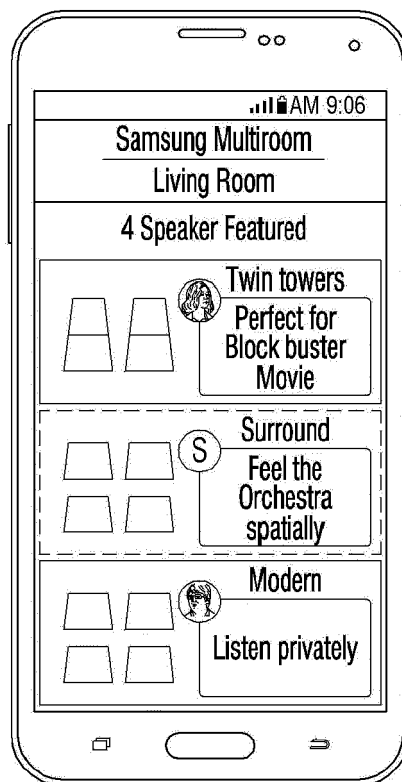 AM 9:06
Samsung Multiroom
Living Room
4 Speaker Featured
Twin towers
Perfect for
Block buster
Movie
S
Surround
Feel the
Orchestra
spatially
Modern
Listen privately